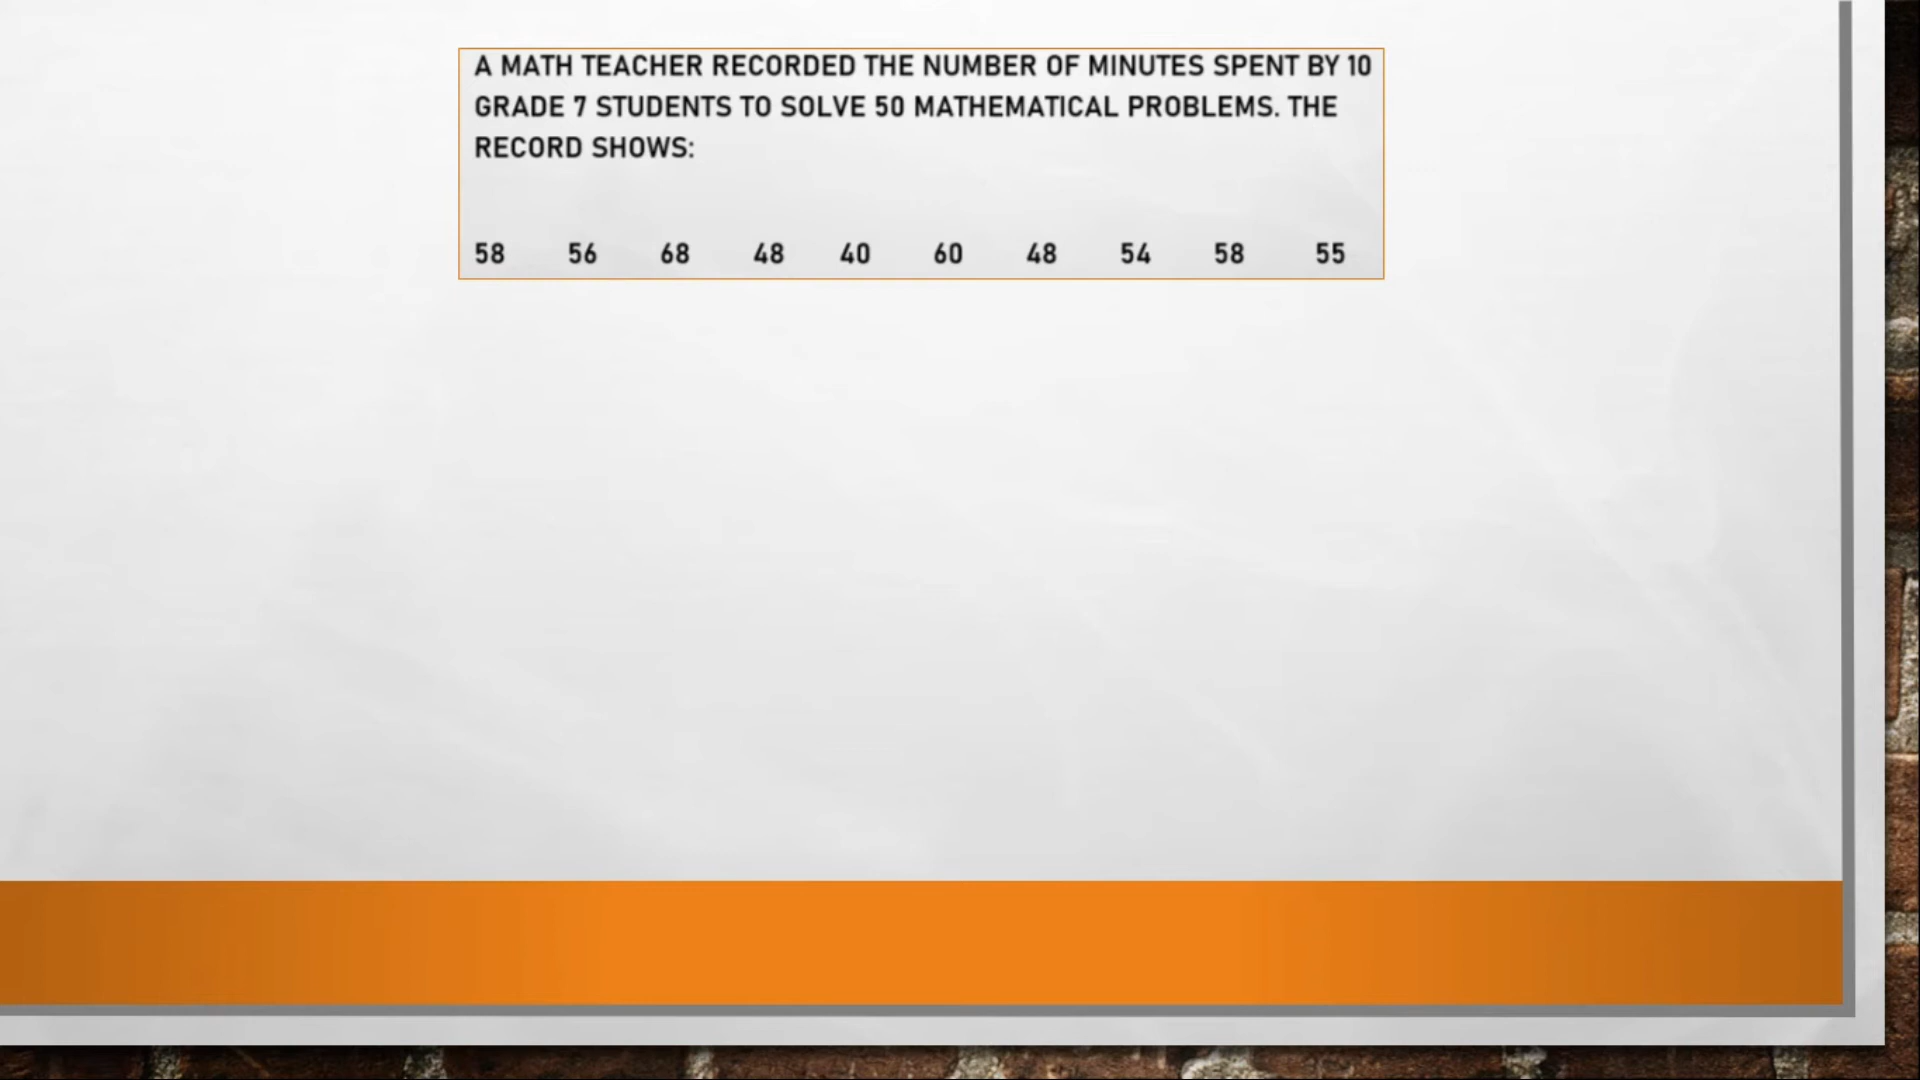 A MATH TEACHER RECORDED THE NUMBER OF MINUTES SPENT BY 10
GRADE 7 STUDENTS TO SOLVE 50 MATHEMATICAL PROBLEMS. THE
RECORD SHOWS:
58 56 68 48 40 60 48 54 58 55